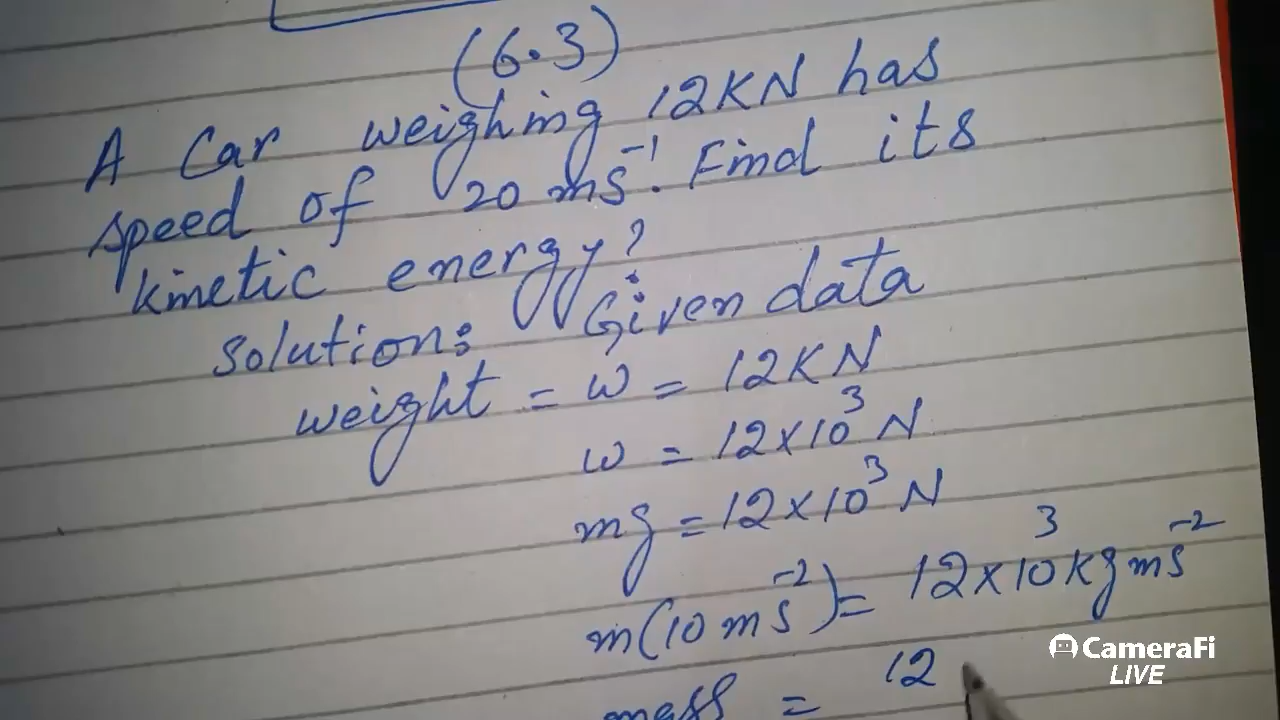 (6.3)
A Car weighing 12KN has
speed of 20 ms⁻¹. Find its
kinetic energy?
Solution: Given data
weight = w = 12KN
w = 12×10³ N
mg = 12×10³ N
m(10 ms⁻²) = 12×10³ kg ms⁻²
mass = 12
CameraFi
LIVE